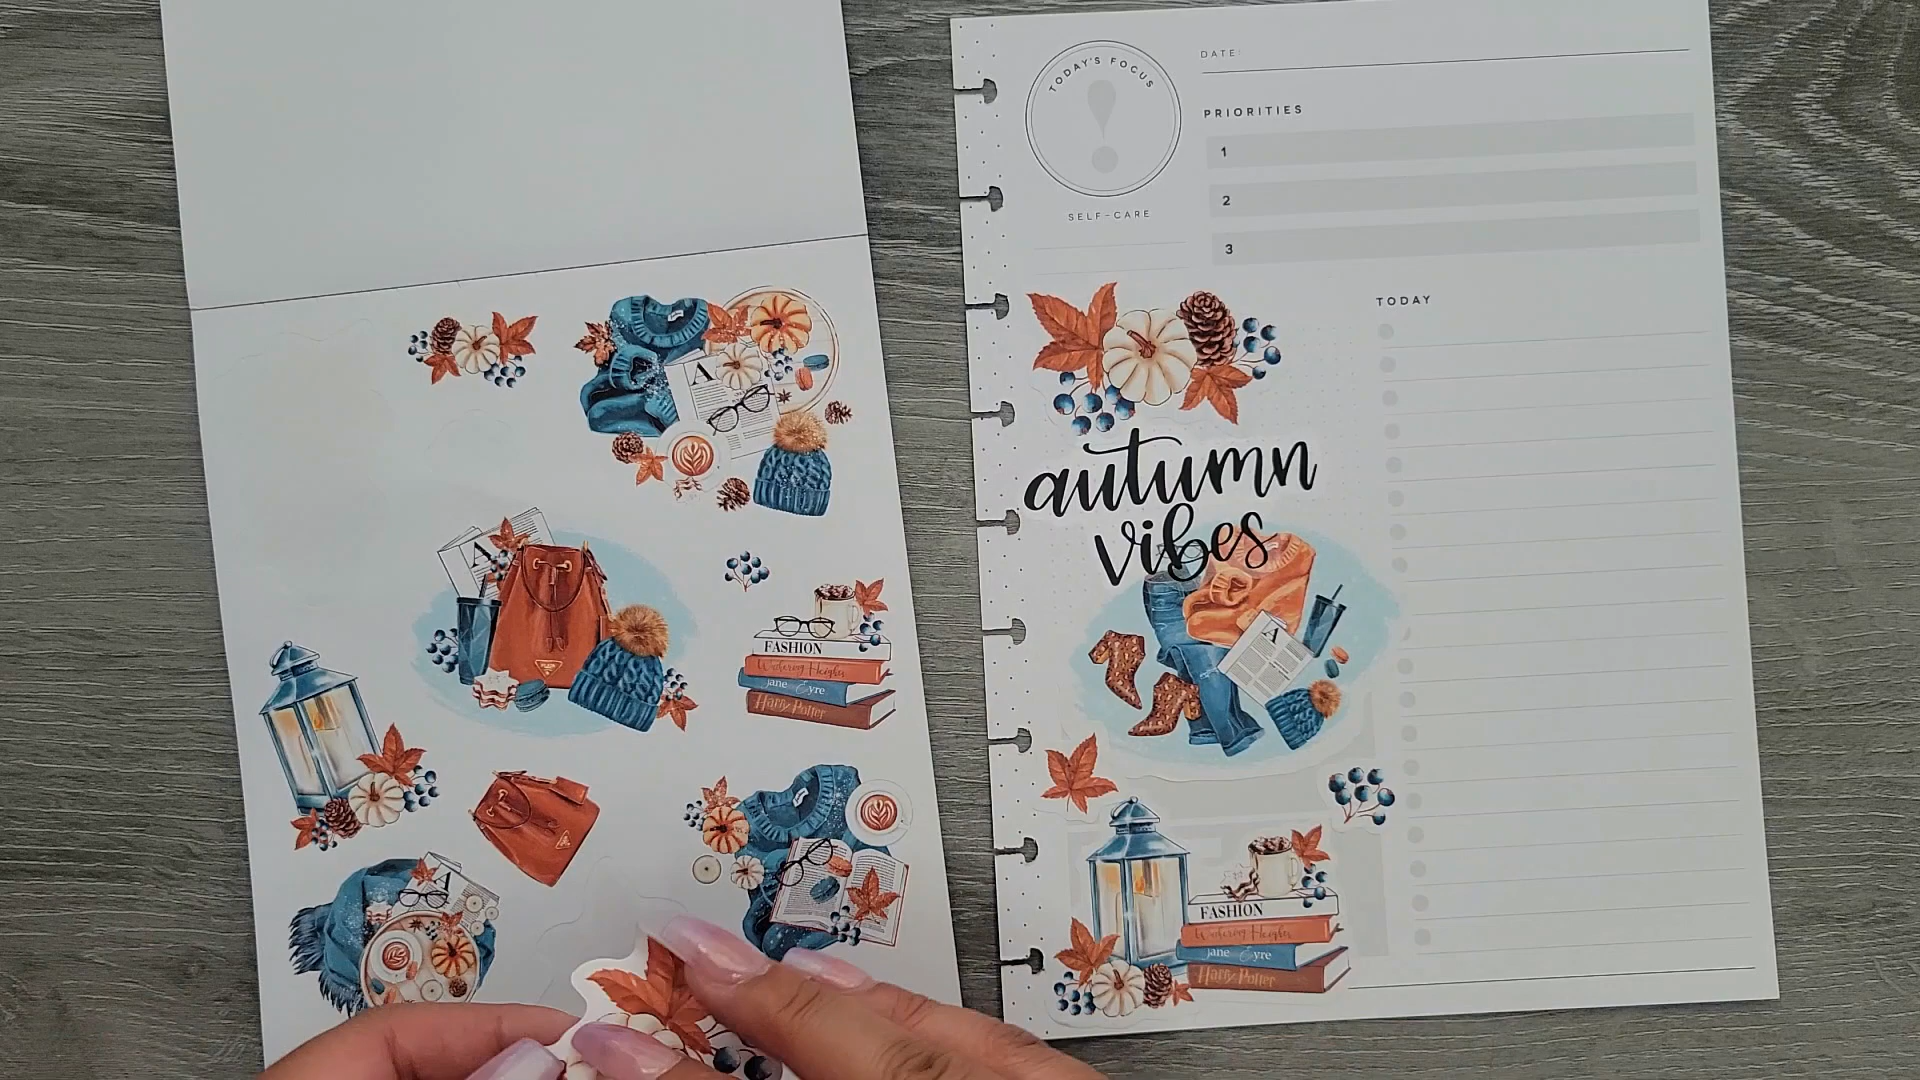 A
A
FASHION
Wuthering Heights
Jane Eyre
Harry Potter
A
TODAY'S FOCUS
SELF-CARE
DATE:
PRIORITIES
1
2
3
TODAY
autumn
vibes
A
FASHION
Wuthering Heights
Jane Eyre
Harry Potter